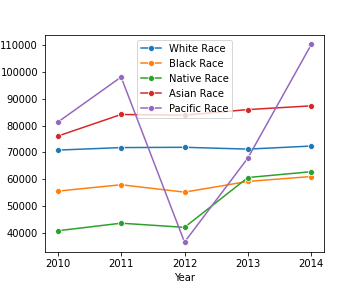 110000
100000
90000
80000
70000
60000
50000
40000
White Race
Black Race
Native Race
Asian Race
Pacific Race
2010 2011 2012 2013 2014
Year